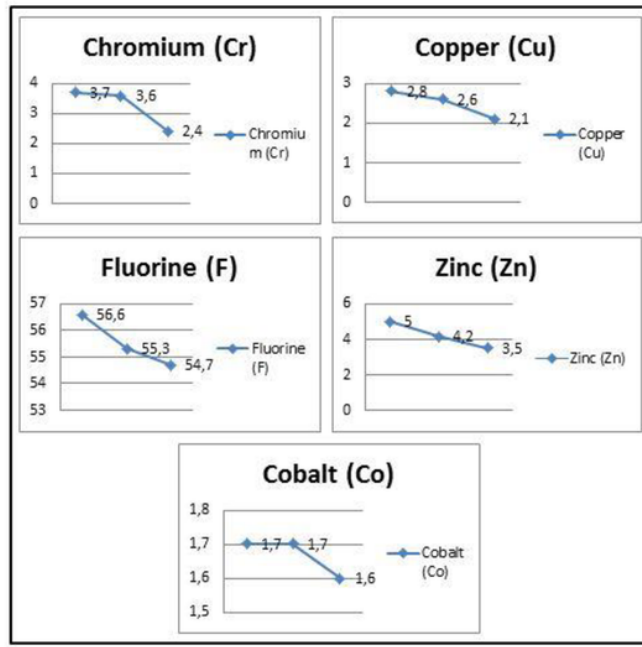 Chromium (Cr)
4
3
2
1
0
3,7
3,6
2,4
Chromiu
m (Cr)
Copper (Cu)
3
2
1
0
2,8
2,6
2,1
Copper
(Cu)
Fluorine (F)
57
56
55
54
53
56,6
55,3
54,7
Fluorine
(F)
Zinc (Zn)
6
4
2
0
5
4,2
3,5
Zinc (Zn)
Cobalt (Co)
1,8
1,7
1,6
1,5
1,7
1,7
1,6
Cobalt
(Co)